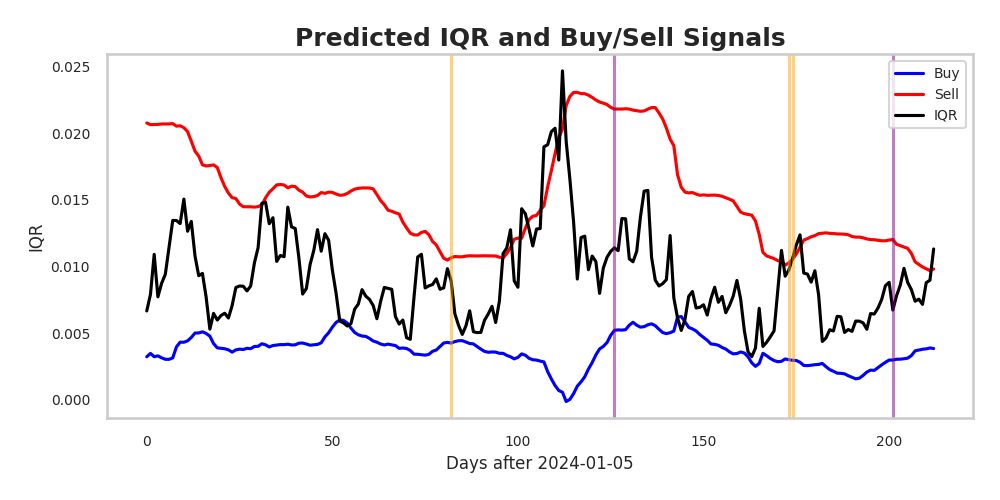 Predicted IQR and Buy/Sell Signals
Buy
Sell
IQR
IQR
0.025
0.020
0.015
0.010
0.005
0.000
0 50 100 150 200
Days after 2024-01-05